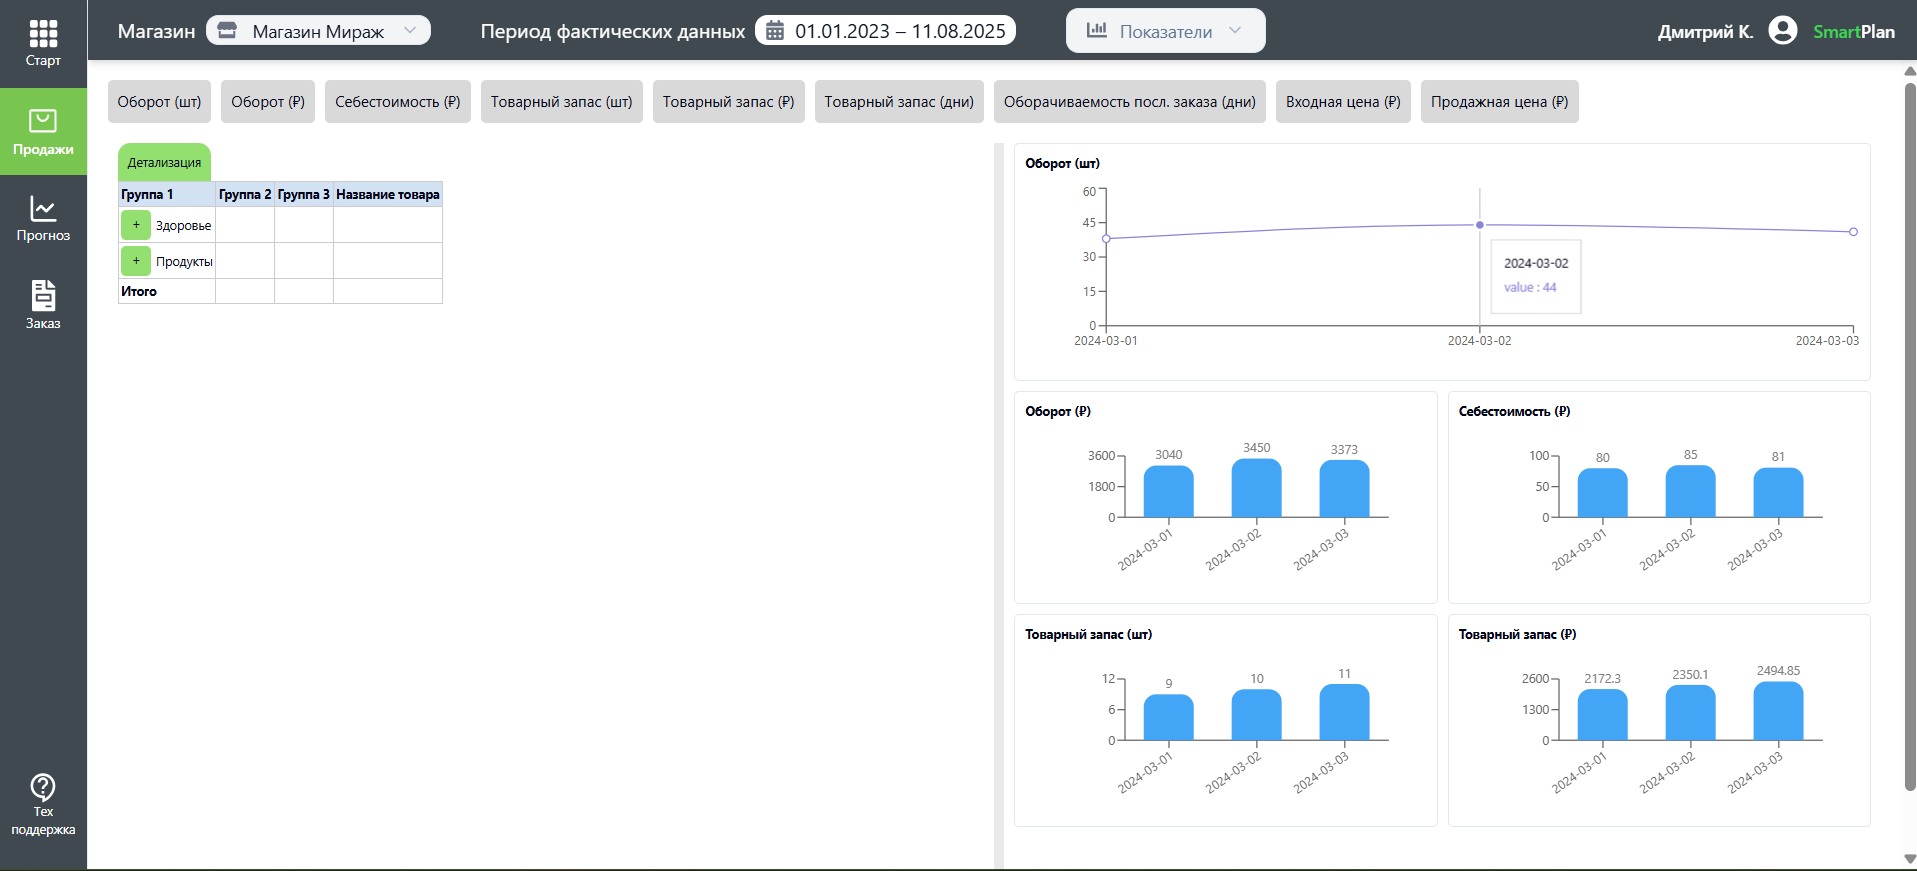 Магазин Магазин Мираж Период фактических данных 01.01.2023 – 11.08.2025 Показатели Дмитрий К. SmartPlan
Старт
Продажи
Прогноз
Заказ
Тех
поддержка
Оборот (шт) Оборот (₽) Себестоимость (₽) Товарный запас (шт) Товарный запас (₽) Товарный запас (дни) Оборачиваемость посл. заказа (дни) Входная цена (₽) Продажная цена (₽)
Детализация
Группа 1 Группа 2 Группа 3 Название товара
+ Здоровье
+ Продукты
Итого
Оборот (шт)
60
45
30
15
0
2024-03-02
value : 44
2024-03-01 2024-03-02 2024-03-03
Оборот (₽)
3600
1800
0
3040 3450 3373
2024-03-01 2024-03-02 2024-03-03
Себестоимость (₽)
100
50
0
80 85 81
2024-03-01 2024-03-02 2024-03-03
Товарный запас (шт)
12
6
0
9 10 11
2024-03-01 2024-03-02 2024-03-03
Товарный запас (₽)
2600
1300
0
2172.3 2350.1 2494.85
2024-03-01 2024-03-02 2024-03-03